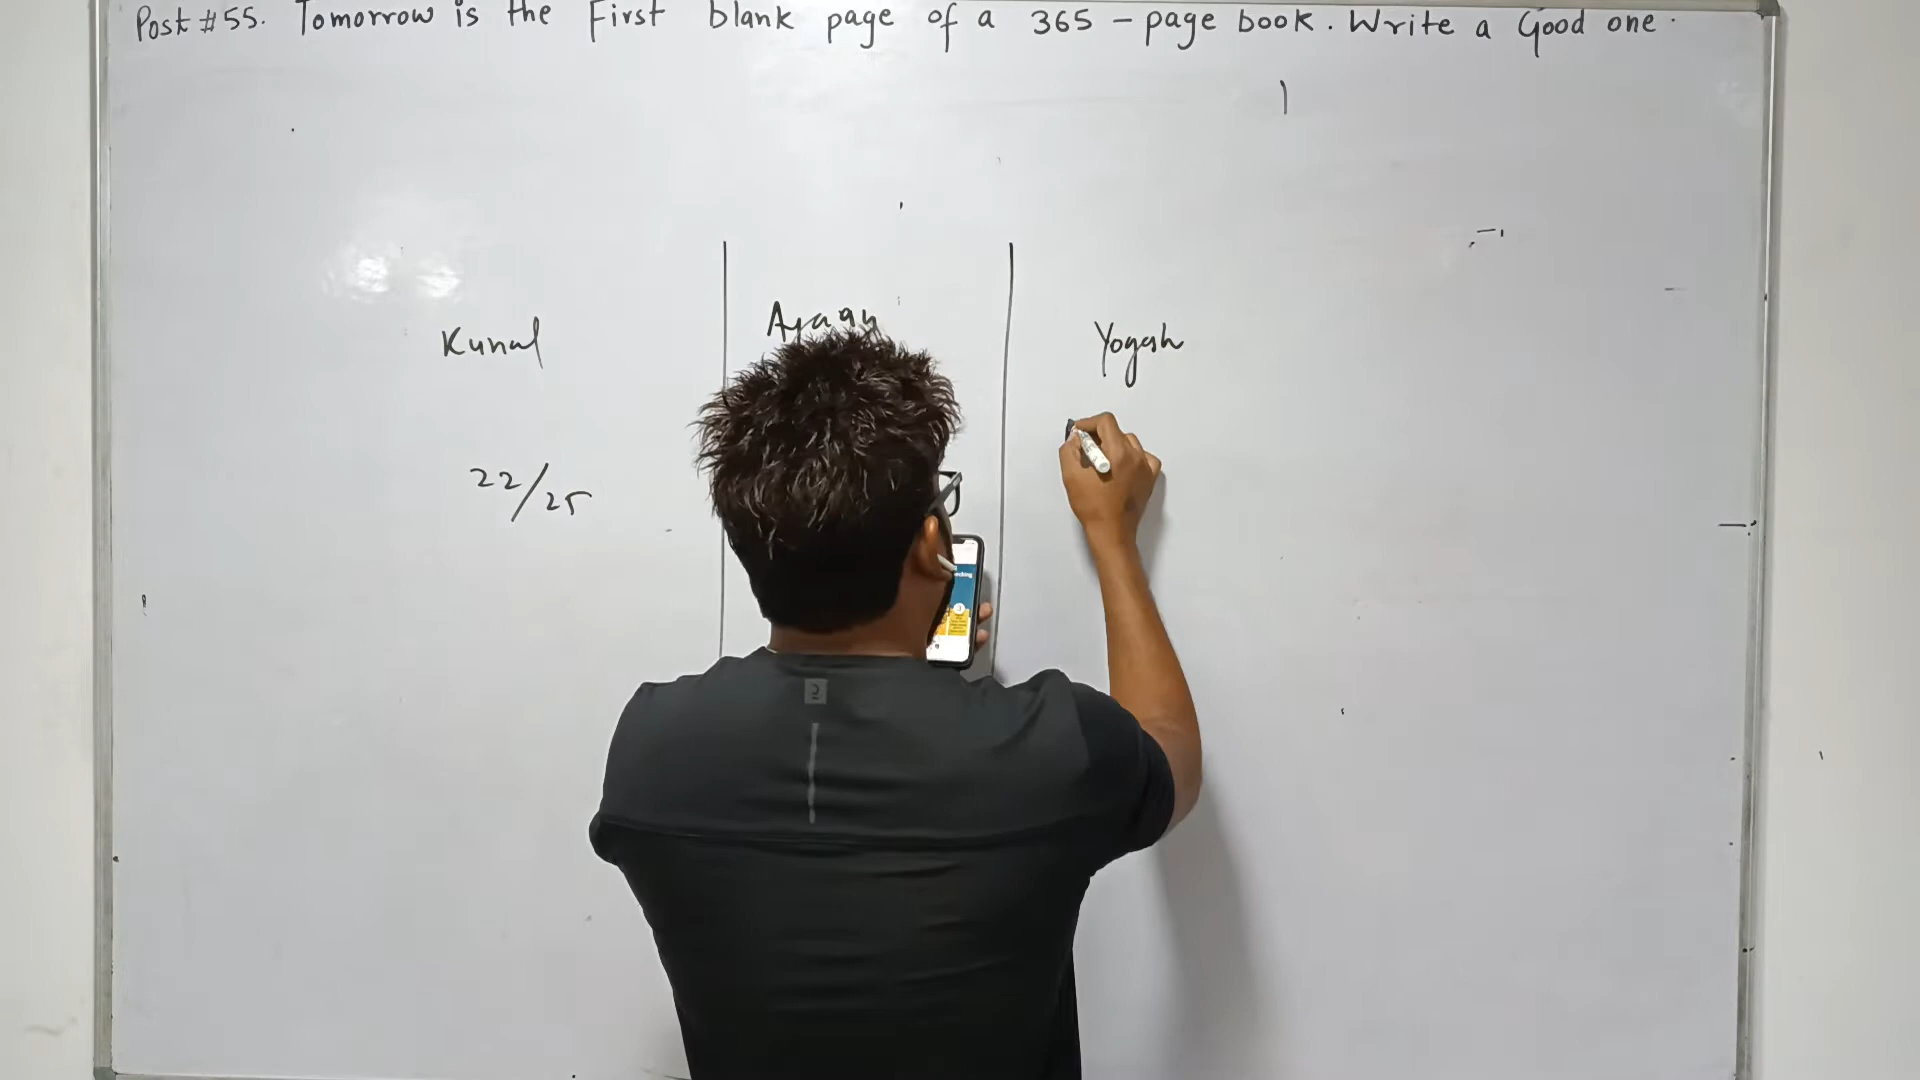 Post #55. Tomorrow is the First blank page of a 365 - page book. Write a Good one.
Kunal
Ayaan
Yogesh
22/25